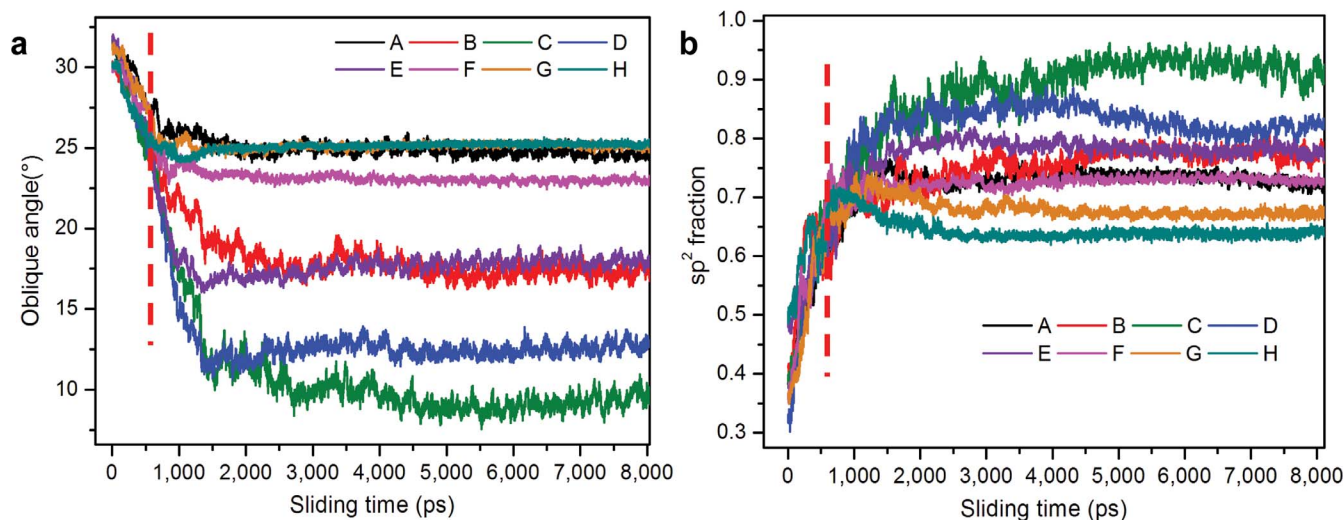 a
Oblique angle(°)
30
25
20
15
10
A B C D
E F G H
0 1,000 2,000 3,000 4,000 5,000 6,000 7,000 8,000
Sliding time (ps)
b
sp² fraction
1.0
0.9
0.8
0.7
0.6
0.5
0.4
0.3
A B C D
E F G H
0 1,000 2,000 3,000 4,000 5,000 6,000 7,000 8,000
Sliding time (ps)